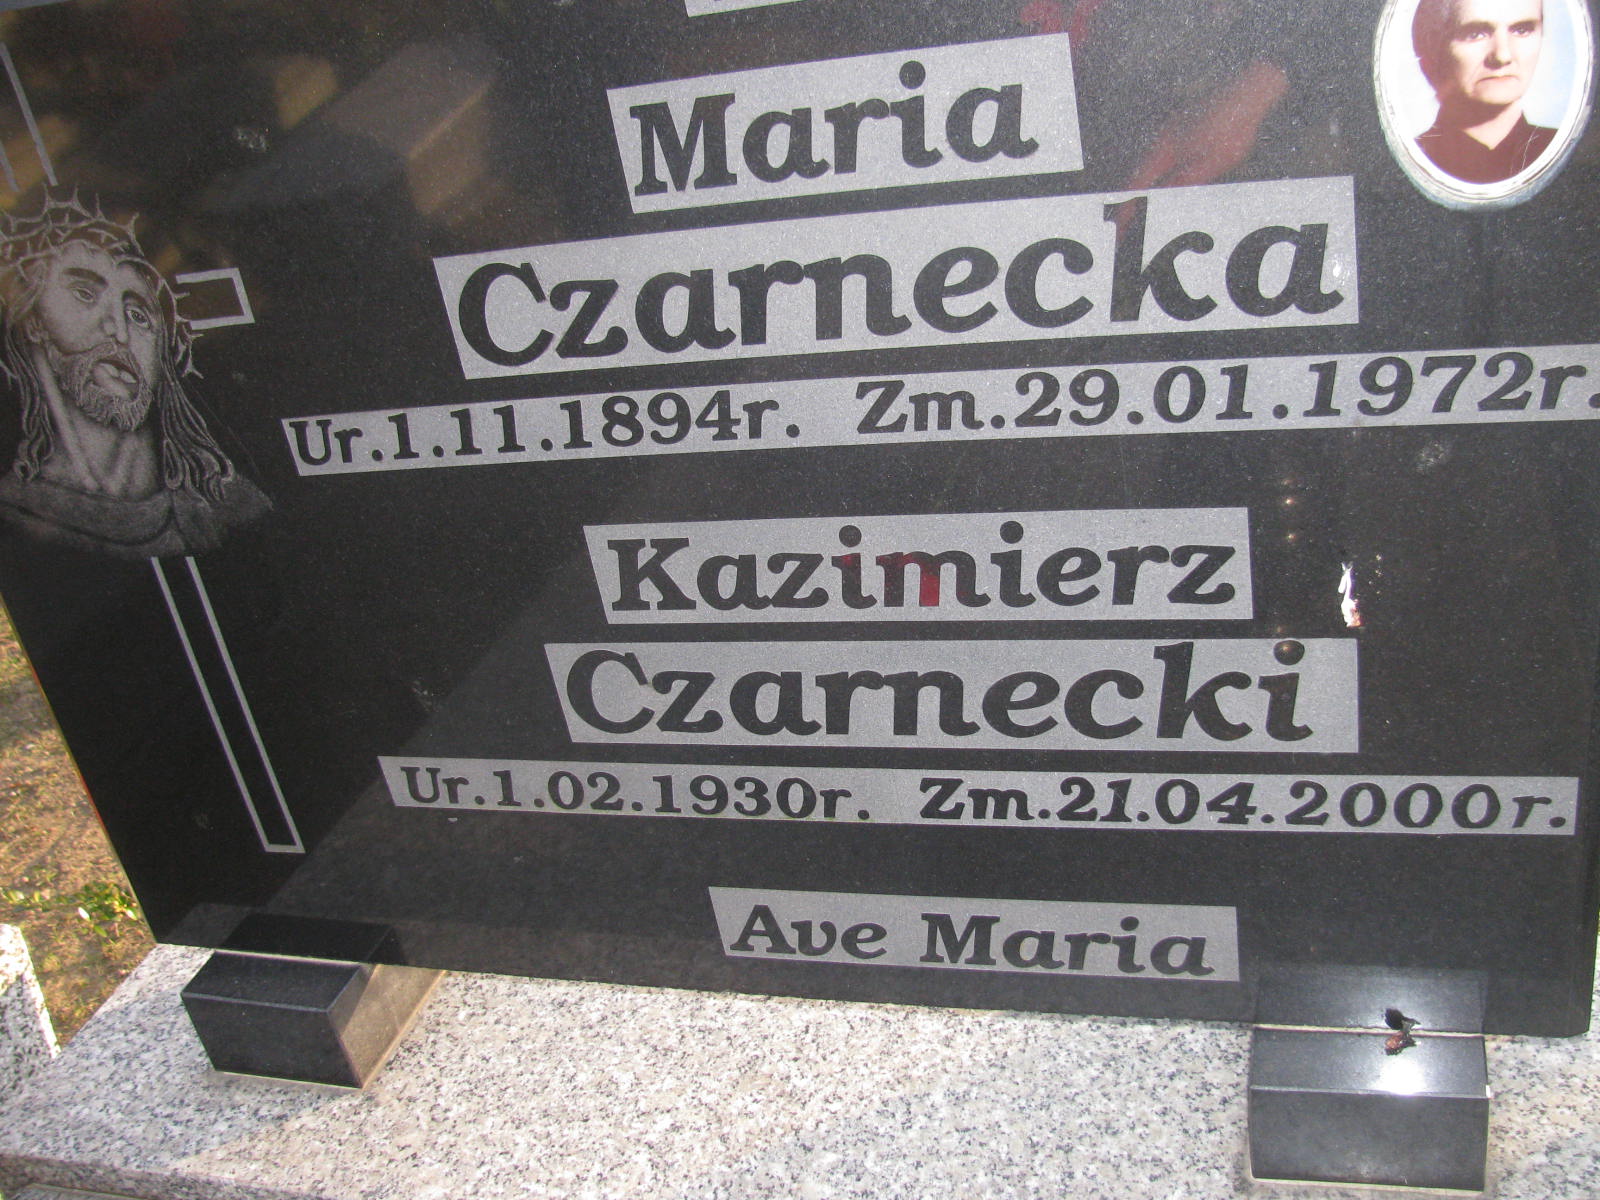 Maria
Czarnecka
Ur.1.11.1894r. Zm.29.01.1972r.
Kazimierz
Czarnecki
Ur.1.02.1930r. Zm.21.04.2000r.
Ave Maria